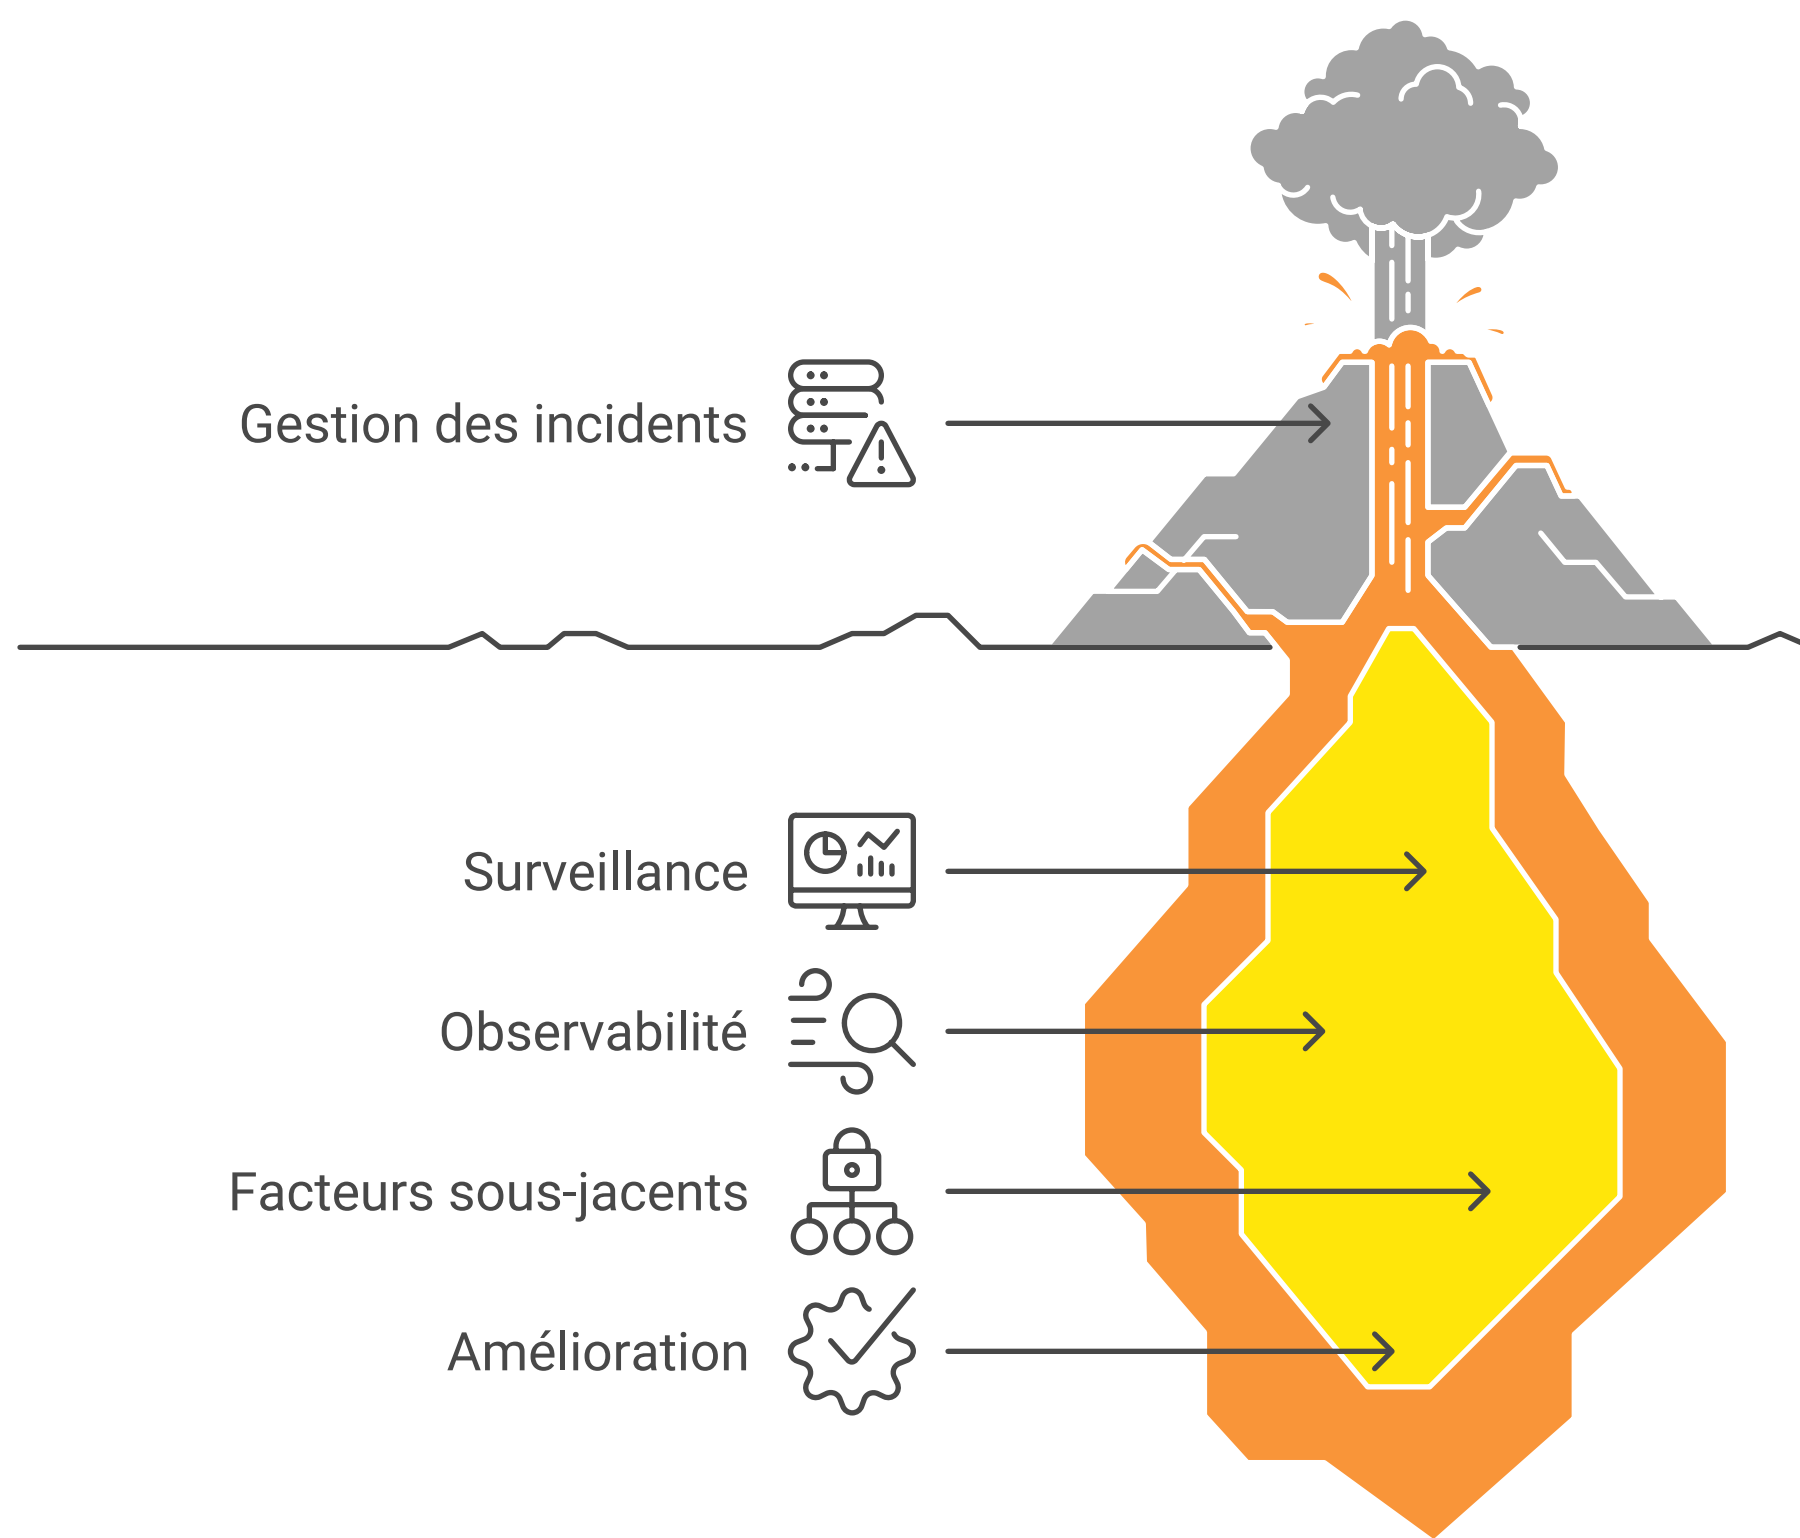 Gestion des incidents
Surveillance
Observabilité
Facteurs sous-jacents
Amélioration